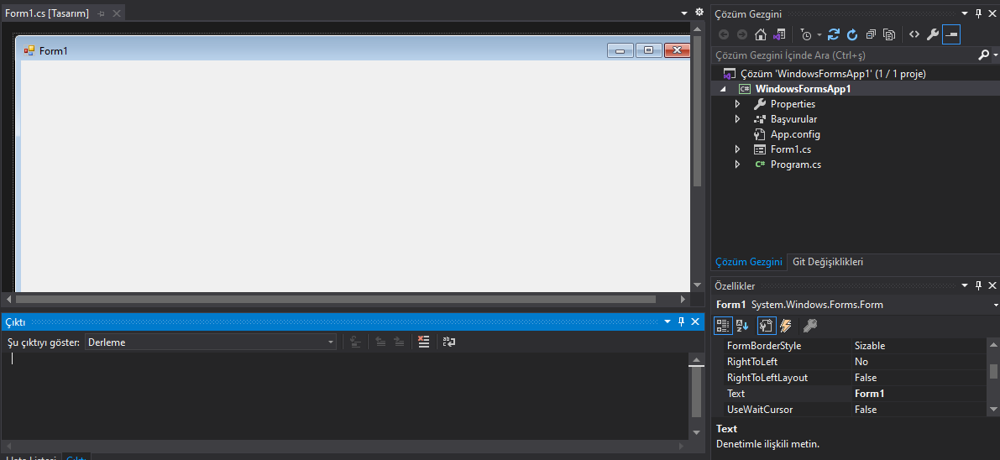 Form1.cs [Tasarım]
Form1
Çıktı
Şu çıktıyı göster: Derleme
Çıktı
Çözüm Gezgini
Çözüm Gezgini İçinde Ara (Ctrl+ş)
Çözüm 'WindowsFormsApp1' (1 / 1 proje)
C# WindowsFormsApp1
Properties
Başvurular
App.config
Form1.cs
C# Program.cs
Çözüm Gezgini Git Değişiklikleri
Özellikler
Form1 System.Windows.Forms.Form
FormBorderStyle Sizable
RightToLeft No
RightToLeftLayout False
Text Form1
UseWaitCursor False
Text
Denetimle ilişkili metin.